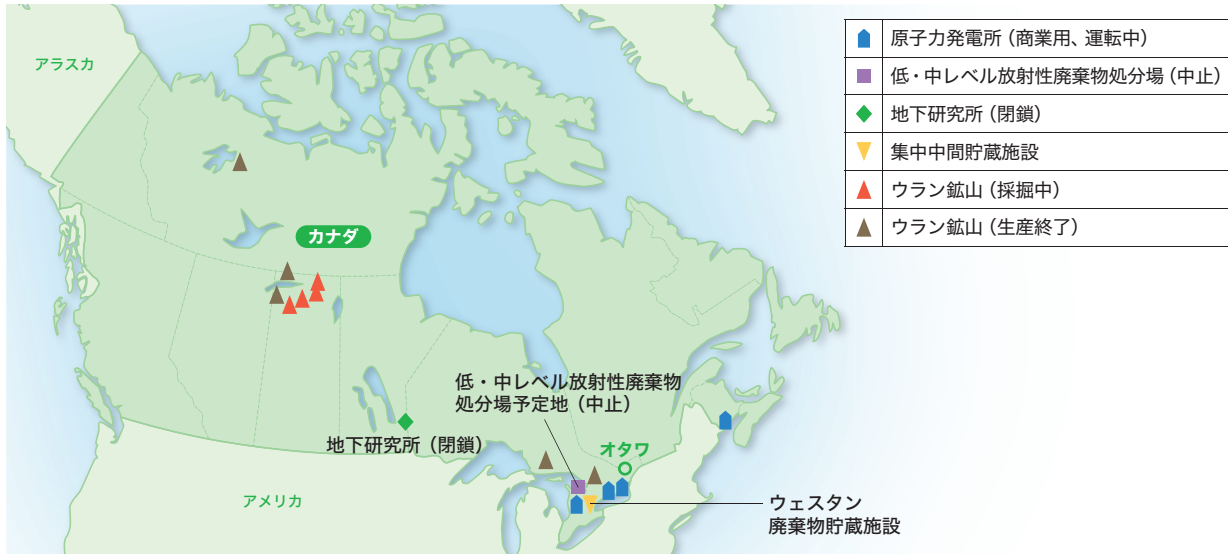 アラスカ
カナダ
低・中レベル放射性廃棄物
処分場予定地（中止）
地下研究所（閉鎖）
オタワ
アメリカ
ウェスタン
廃棄物貯蔵施設
原子力発電所（商業用、運転中）
低・中レベル放射性廃棄物処分場（中止）
地下研究所（閉鎖）
集中中間貯蔵施設
ウラン鉱山（採掘中）
ウラン鉱山（生産終了）